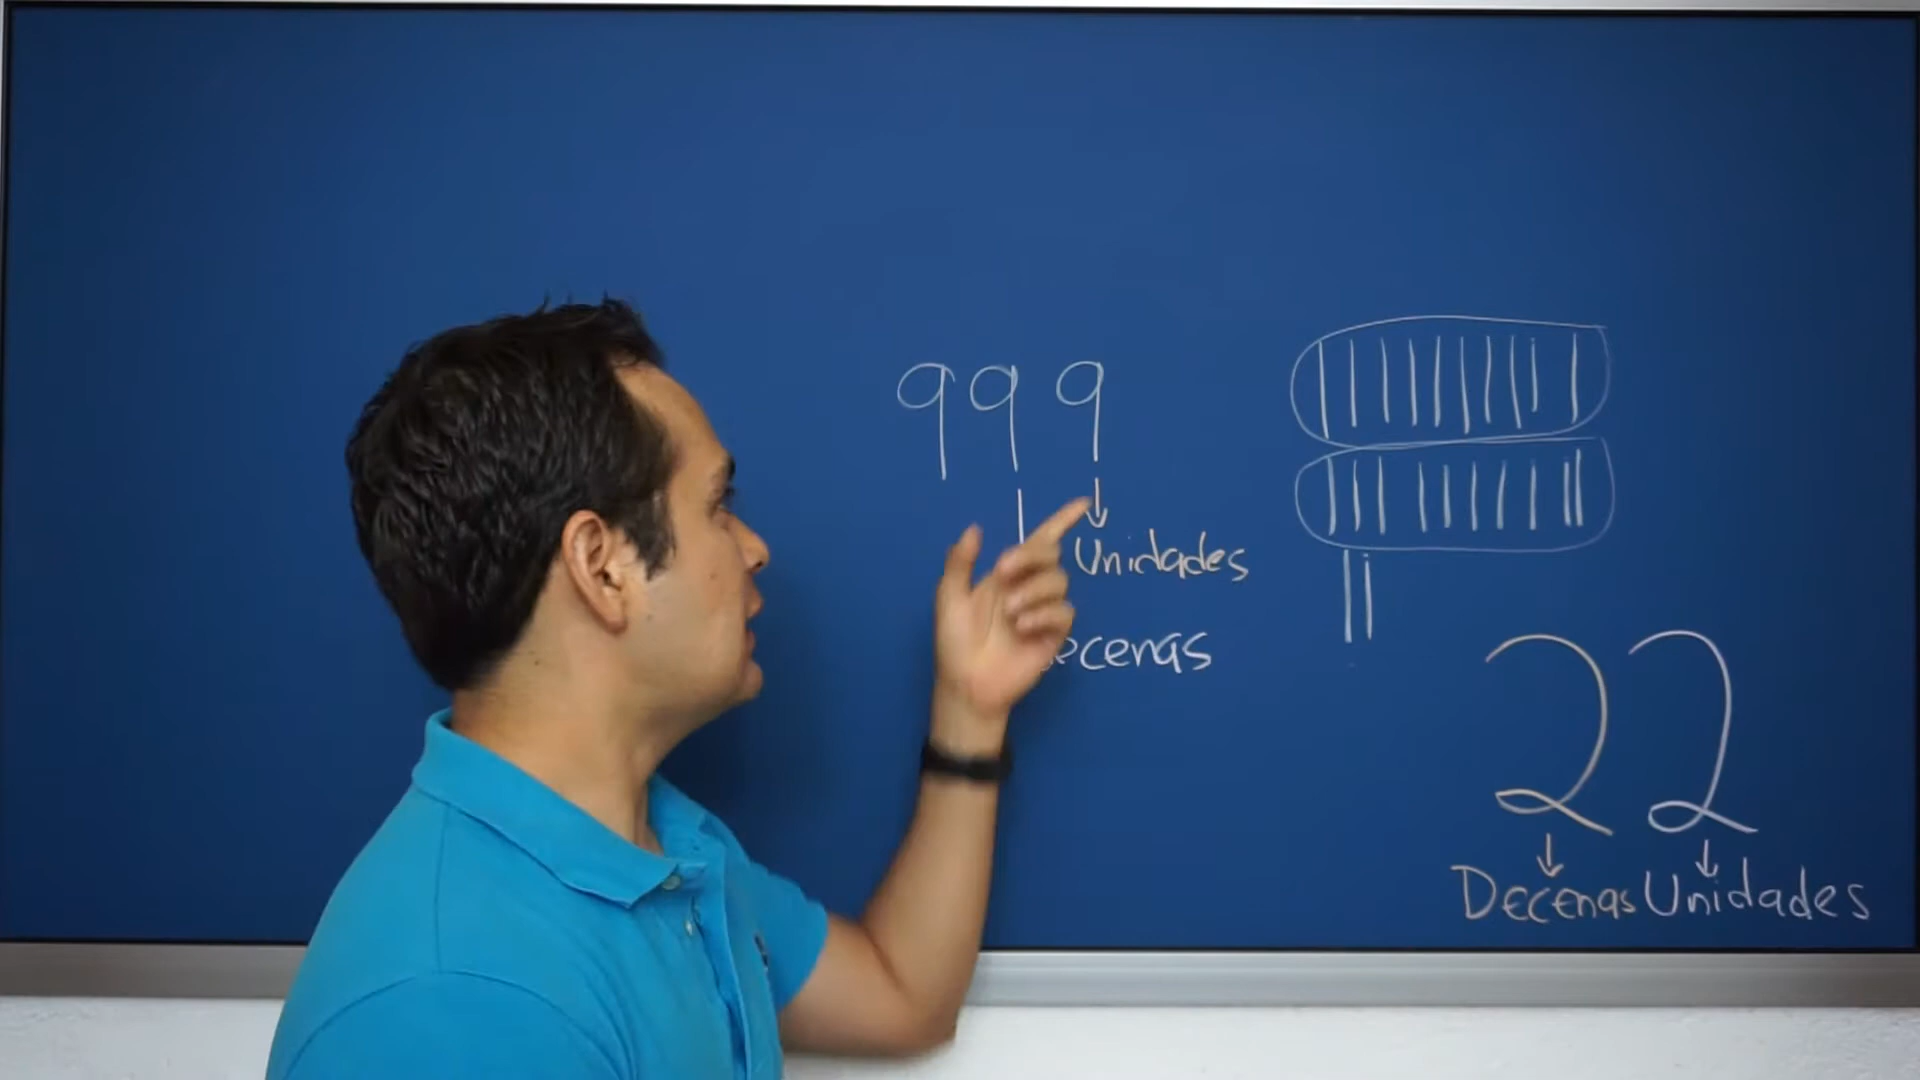 999
Unidades
ecenas
22
Decenas Unidades